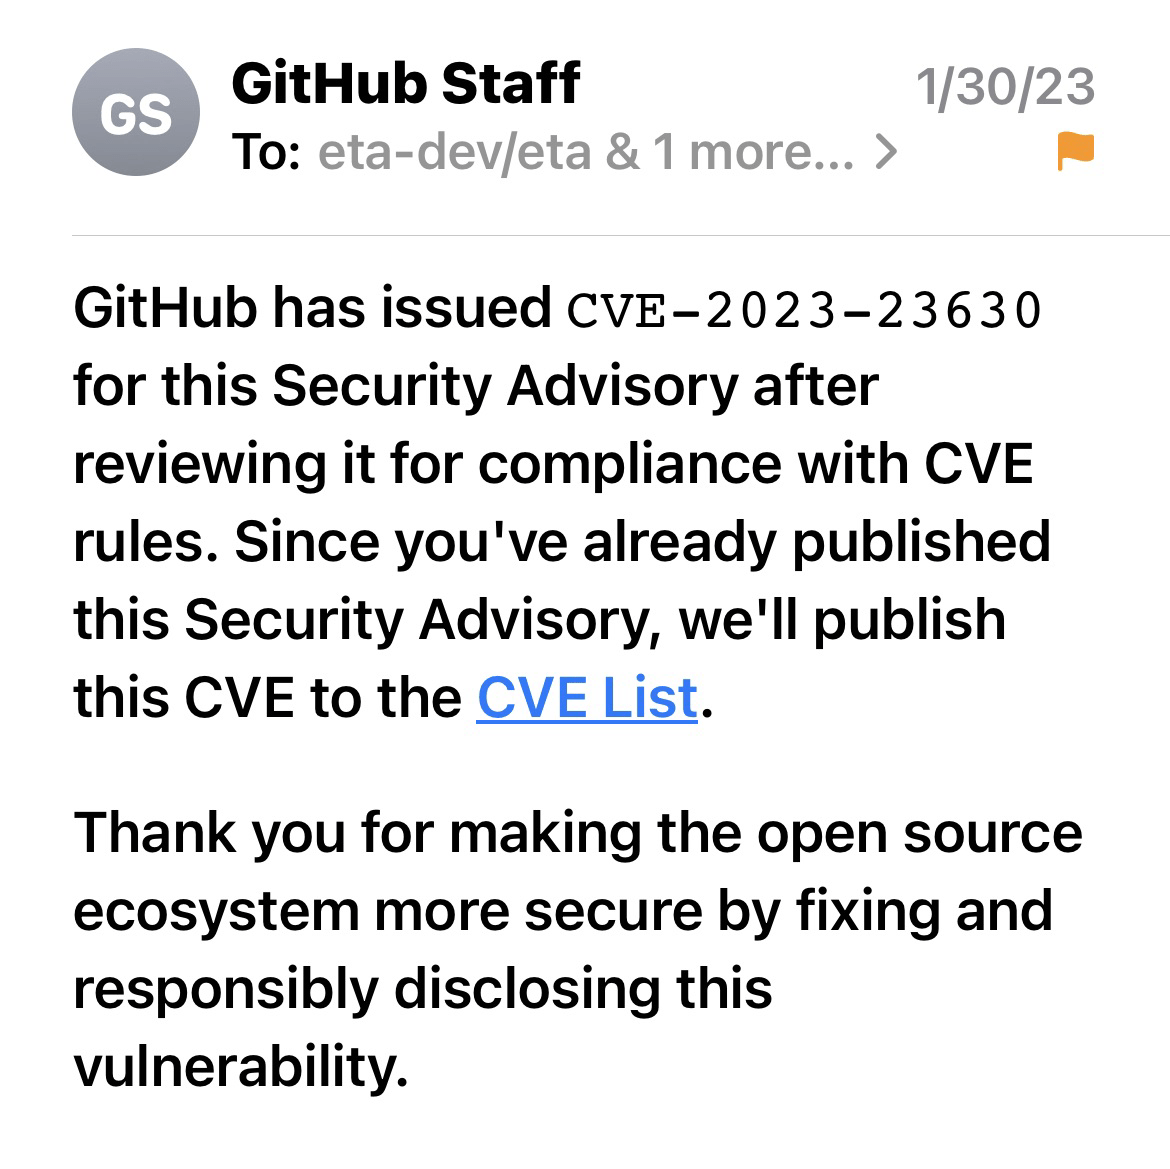 GS
GitHub Staff
1/30/23
To: eta-dev/eta & 1 more...
GitHub has issued CVE-2023-23630
for this Security Advisory after
reviewing it for compliance with CVE
rules. Since you've already published
this Security Advisory, we'll publish
this CVE to the CVE List.
Thank you for making the open source
ecosystem more secure by fixing and
responsibly disclosing this
vulnerability.